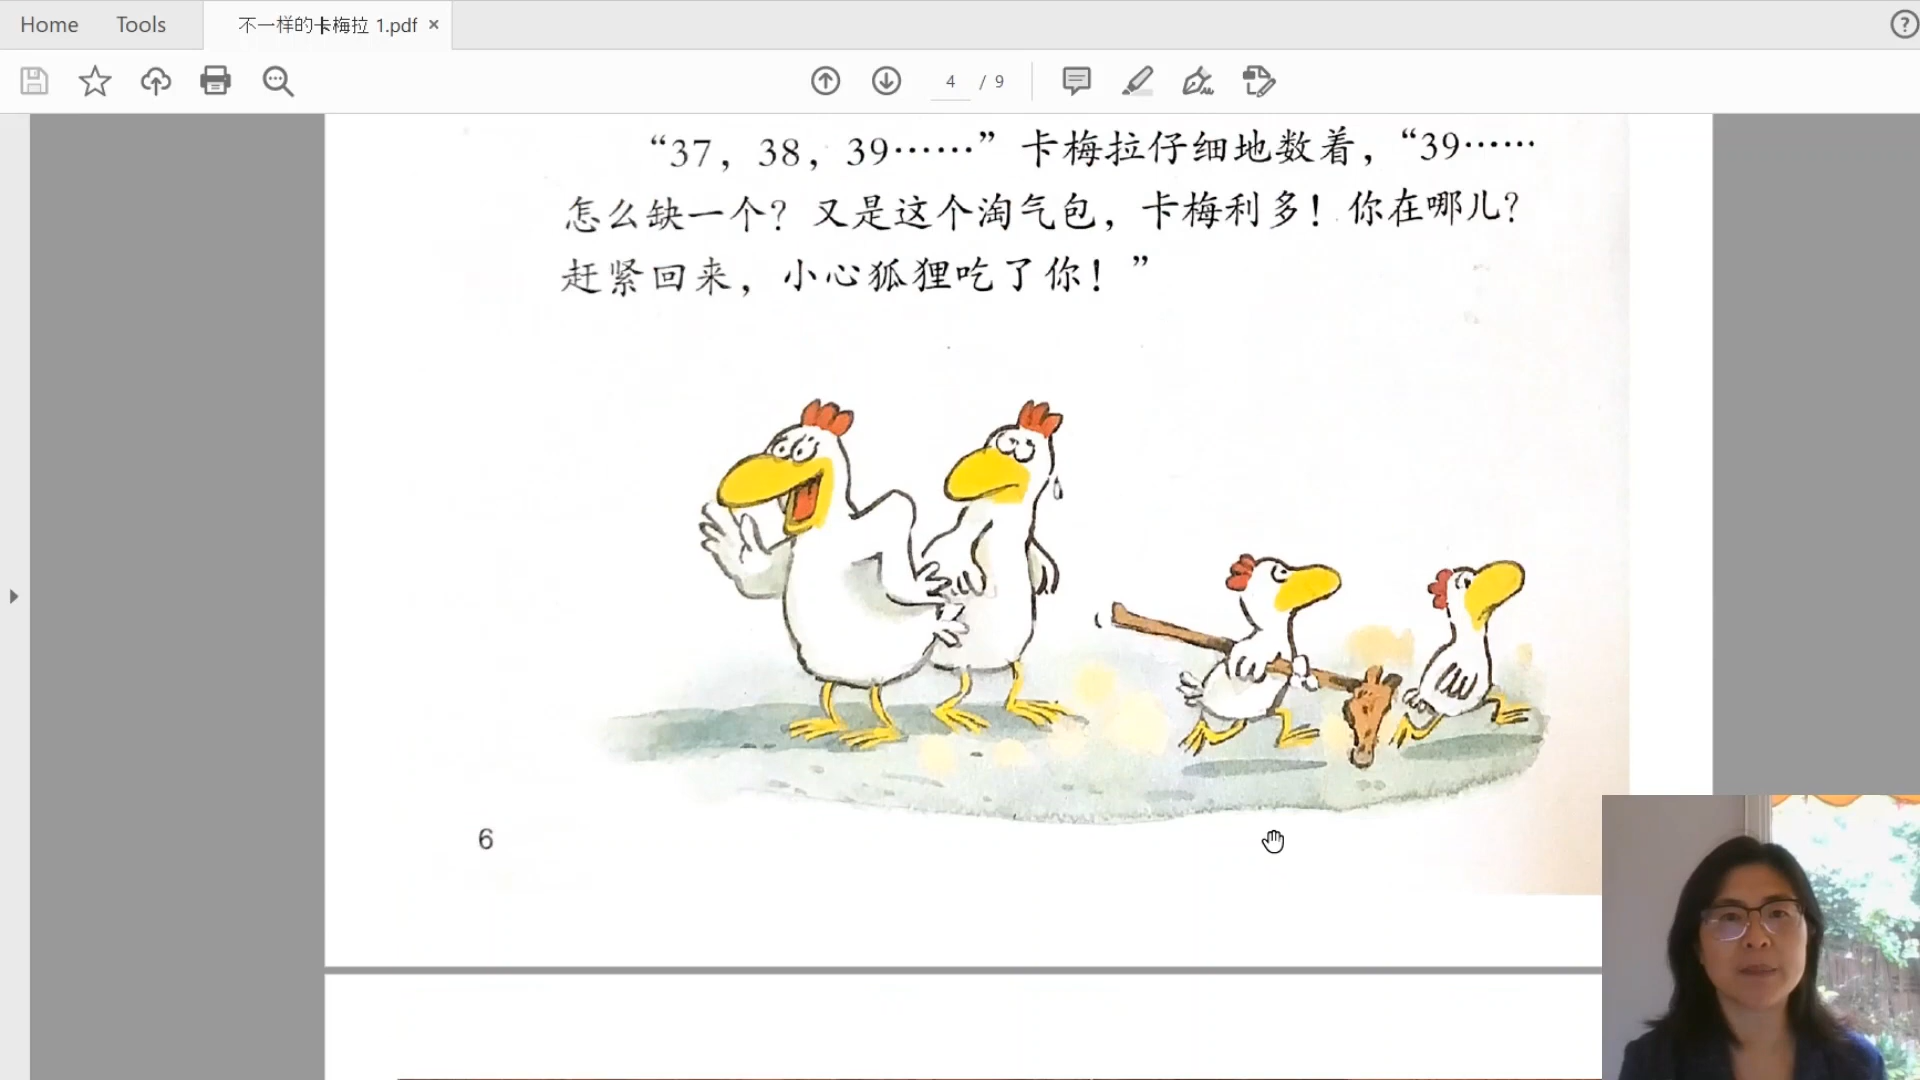 Home Tools 不一样的卡梅拉 1.pdf ×
4 / 9
“37，38，39……”卡梅拉仔细地数着，“39……
怎么缺一个？又是这个淘气包，卡梅利多！你在哪儿？
赶紧回来，小心狐狸吃了你！”
6